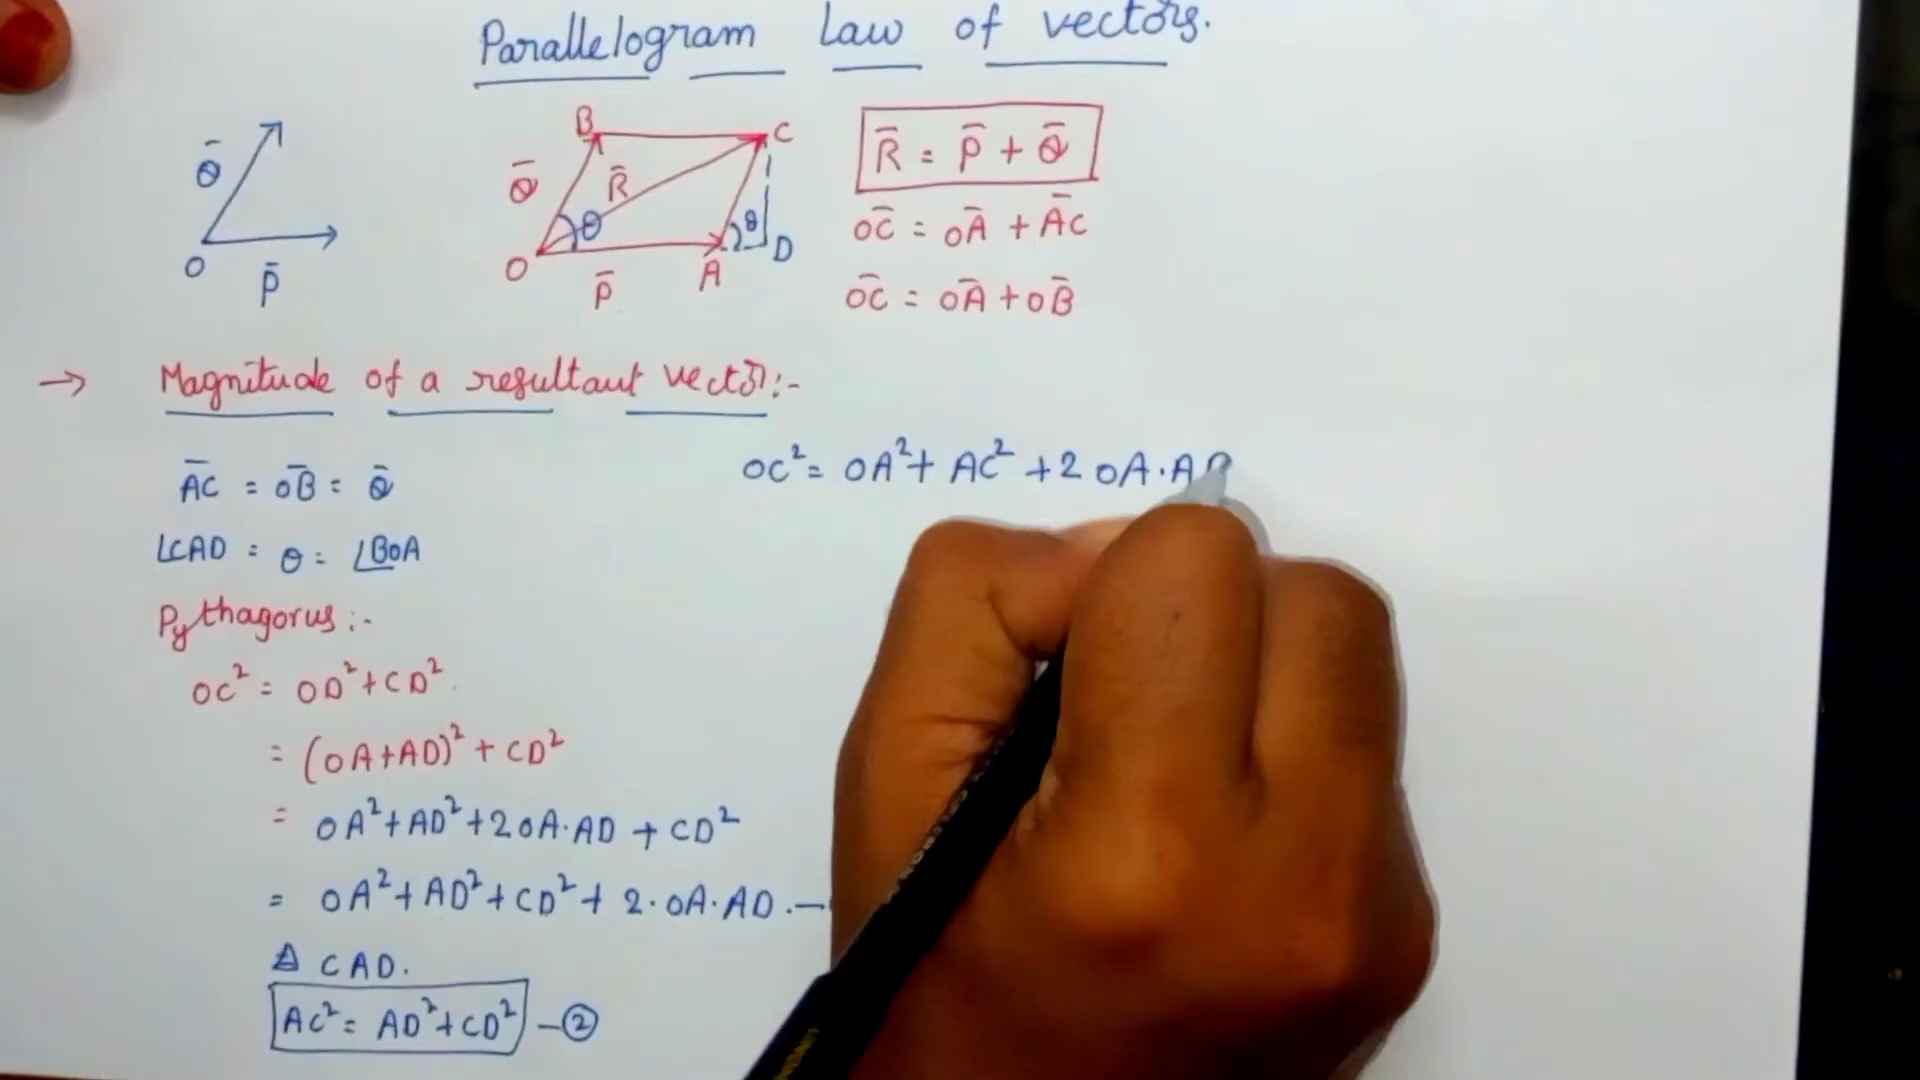 Parallelogram Law of vectors.
Q̄
O
P̄
B
C
Q̄
R̄
θ
θ
O
P̄
A
D
R̄ = P̄ + Q̄
OC̄ = OĀ + ĀC
OC̄ = OĀ + OB̄
→ Magnitude of a resultant vector:-
ĀC = OB̄ = Q̄
∠CAD = θ = ∠BOA
Pythagorus :-
OC² = OD² + CD²
= (OA+AD)² + CD²
= OA² + AD² + 2OA·AD + CD²
= OA² + AD² + CD² + 2·OA·AD. —
Δ CAD.
AC² = AD² + CD² — ②
OC² = OA² + AC² + 2 OA·A